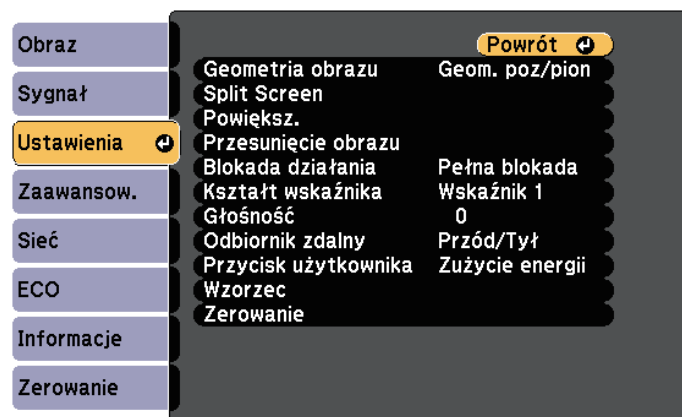 Obraz
Sygnał
Ustawienia
Zaawansow.
Sieć
ECO
Informacje
Zerowanie
Powrót
Geometria obrazu Geom. poz/pion
Split Screen
Powiększ.
Przesunięcie obrazu
Blokada działania Pełna blokada
Kształt wskaźnika Wskaźnik 1
Głośność 0
Odbiornik zdalny Przód/Tył
Przycisk użytkownika Zużycie energii
Wzorzec
Zerowanie